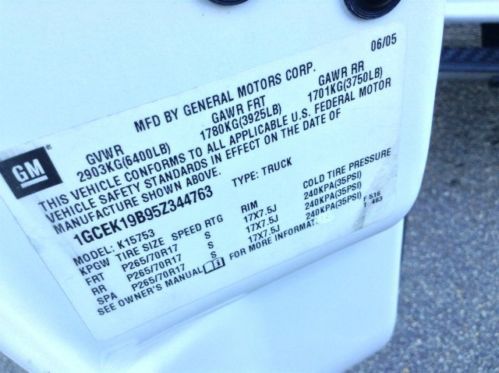 06/05
MFD BY GENERAL MOTORS CORP.
GVWR GAWR FRT GAWR RR
2903KG(6400LB) 1780KG(3925LB) 1701KG(3750LB)
THIS VEHICLE CONFORMS TO ALL APPLICABLE U.S. FEDERAL MOTOR
VEHICLE SAFETY STANDARDS IN EFFECT ON THE DATE OF
MANUFACTURE SHOWN ABOVE.
GM
1GCEK19B95Z344763 TYPE: TRUCK
MODEL: K15753
KPGW TIRE SIZE SPEED RTG RIM COLD TIRE PRESSURE
FRT P265/70R17 S 17X7.5J 240KPA(35PSI)
RR P265/70R17 S 17X7.5J 240KPA(35PSI)
SPA P265/70R17 S 17X7.5J 240KPA(35PSI)
SEE OWNER'S MANUAL FOR MORE INFORMAT